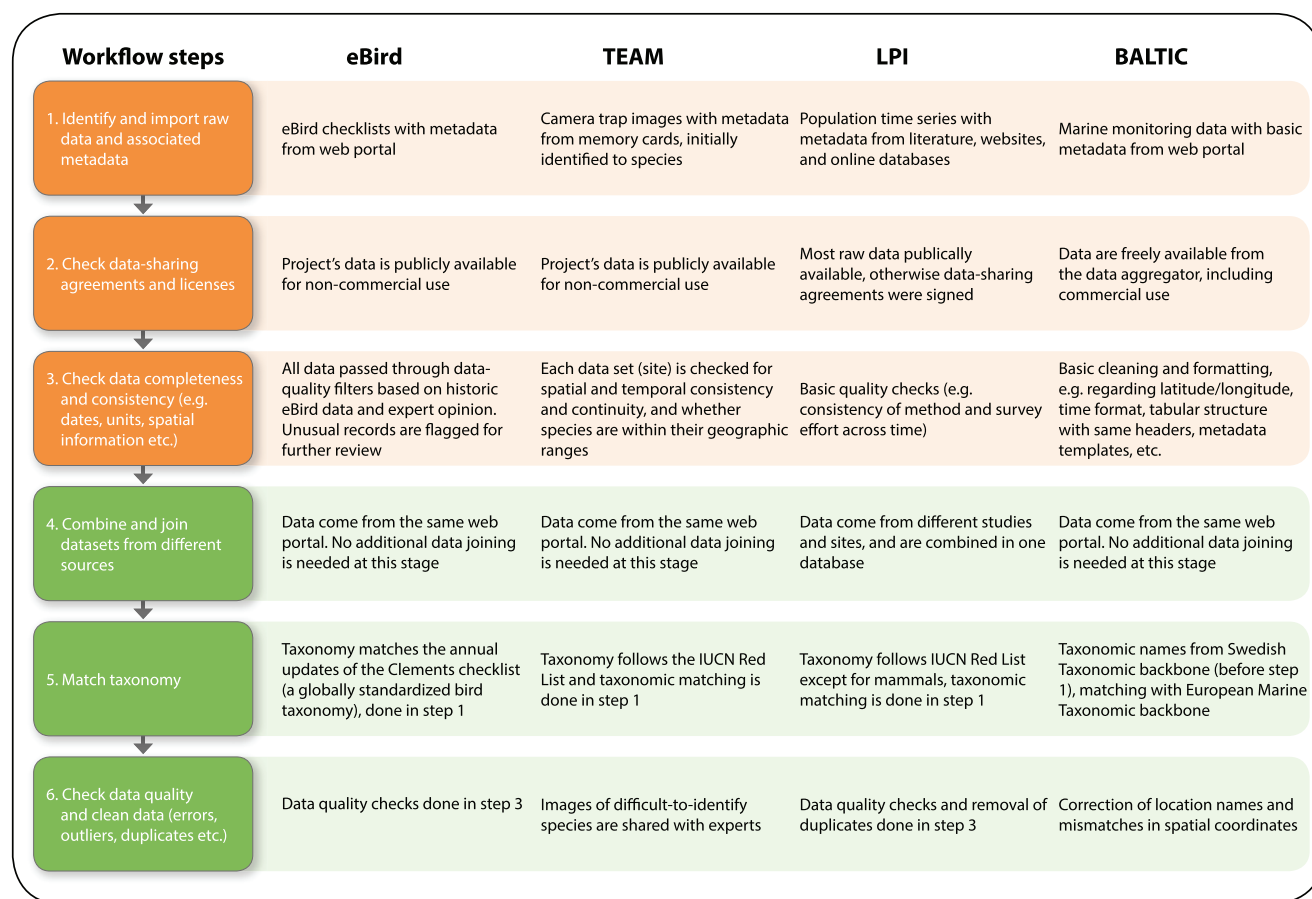 Workflow steps
eBird
TEAM
LPI
BALTIC
1. Identify and import raw
data and associated
metadata
eBird checklists with metadata
from web portal
Camera trap images with metadata
from memory cards, initially
identified to species
Population time series with
metadata from literature, websites,
and online databases
Marine monitoring data with basic
metadata from web portal
2. Check data-sharing
agreements and licenses
Project's data is publicly available
for non-commercial use
Project's data is publicly available
for non-commercial use
Most raw data publically
available, otherwise data-sharing
agreements were signed
Data are freely available from
the data aggregator, including
commercial use
3. Check data completeness
and consistency (e.g.
dates, units, spatial
information etc.)
All data passed through data-
quality filters based on historic
eBird data and expert opinion.
Unusual records are flagged for
further review
Each data set (site) is checked for
spatial and temporal consistency
and continuity, and whether
species are within their geographic
ranges
Basic quality checks (e.g.
consistency of method and survey
effort across time)
Basic cleaning and formatting,
e.g. regarding latitude/longitude,
time format, tabular structure
with same headers, metadata
templates, etc.
4. Combine and join
datasets from different
sources
Data come from the same web
portal. No additional data joining
is needed at this stage
Data come from the same web
portal. No additional data joining
is needed at this stage
Data come from different studies
and sites, and are combined in one
database
Data come from the same web
portal. No additional data joining
is needed at this stage
5. Match taxonomy
Taxonomy matches the annual
updates of the Clements checklist
(a globally standardized bird
taxonomy), done in step 1
Taxonomy follows the IUCN Red
List and taxonomic matching is
done in step 1
Taxonomy follows IUCN Red List
except for mammals, taxonomic
matching is done in step 1
Taxonomic names from Swedish
Taxonomic backbone (before step
1), matching with European Marine
Taxonomic backbone
6. Check data quality
and clean data (errors,
outliers, duplicates etc.)
Data quality checks done in step 3
Images of difficult-to-identify
species are shared with experts
Data quality checks and removal of
duplicates done in step 3
Correction of location names and
mismatches in spatial coordinates